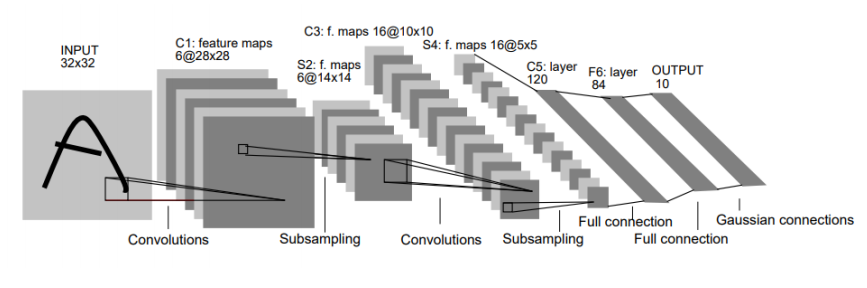 INPUT
32x32
C1: feature maps
6@28x28
S2: f. maps
6@14x14
C3: f. maps 16@10x10
S4: f. maps 16@5x5
C5: layer
120
F6: layer
84
OUTPUT
10
Convolutions
Subsampling
Convolutions
Subsampling
Full connection
Full connection
Gaussian connections